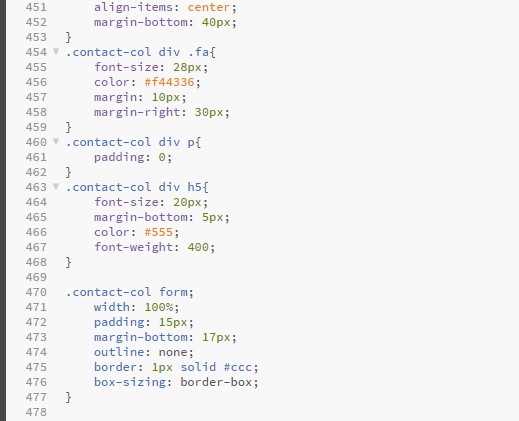 451 align-items: center;
452 margin-bottom: 40px;
453 }
454 .contact-col div .fa{
455 font-size: 28px;
456 color: #f44336;
457 margin: 10px;
458 margin-right: 30px;
459 }
460 .contact-col div p{
461 padding: 0;
462 }
463 .contact-col div h5{
464 font-size: 20px;
465 margin-bottom: 5px;
466 color: #555;
467 font-weight: 400;
468 }
469
470 .contact-col form;
471 width: 100%;
472 padding: 15px;
473 margin-bottom: 17px;
474 outline: none;
475 border: 1px solid #ccc;
476 box-sizing: border-box;
477 }
478